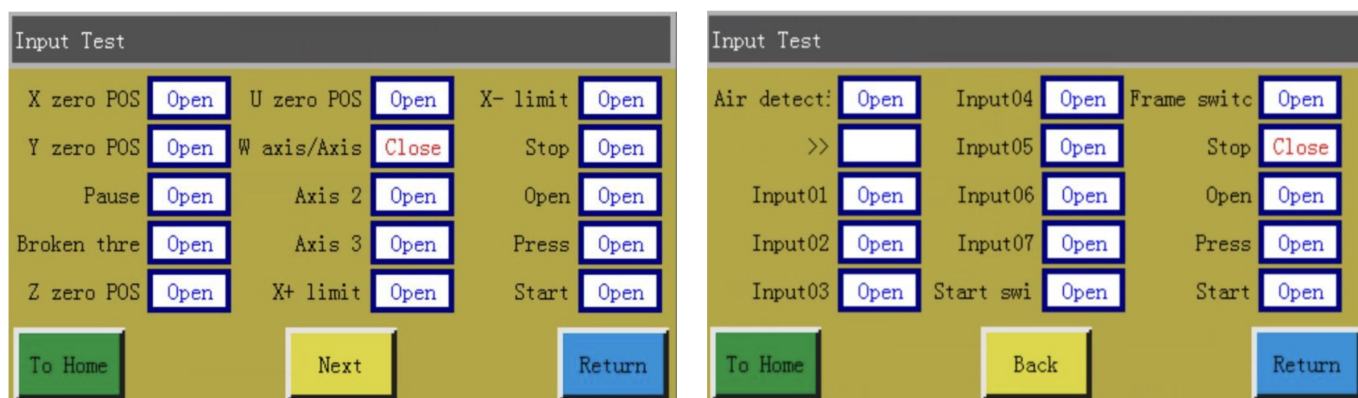 Input Test
X zero POS Open U zero POS Open X- limit Open
Y zero POS Open W axis/Axis Close Stop Open
Pause Open Axis 2 Open Open Open
Broken thre Open Axis 3 Open Press Open
Z zero POS Open X+ limit Open Start Open
To Home Next Return
Input Test
Air detect: Open Input04 Open Frame switc Open
>> Input05 Open Stop Close
Input01 Open Input06 Open Open Open
Input02 Open Input07 Open Press Open
Input03 Open Start swi Open Start Open
To Home Back Return